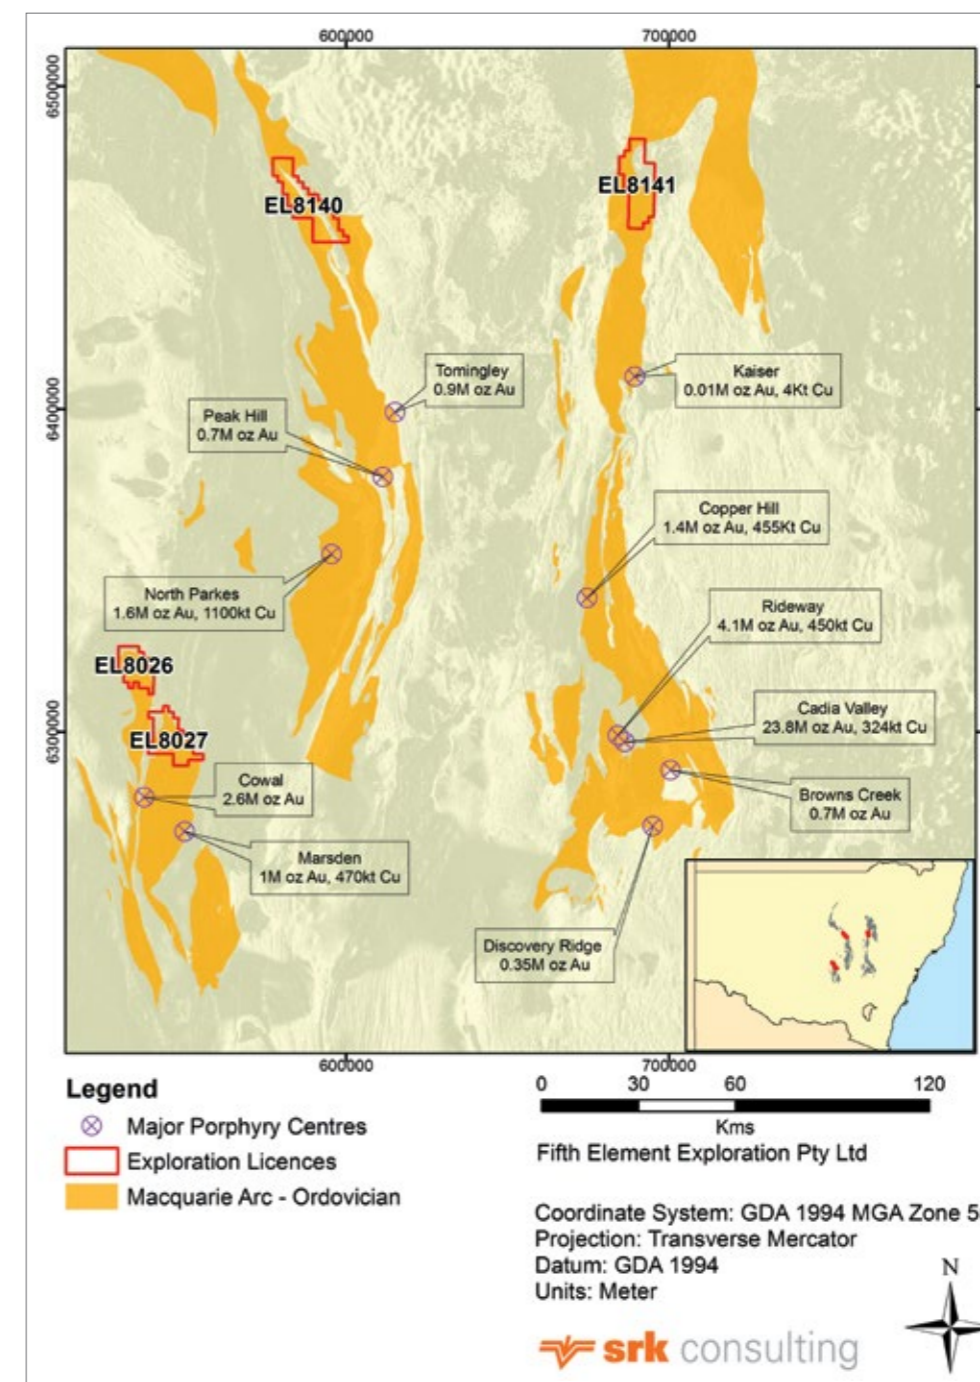 600000
700000
6500000
EL8140
EL8141
Tomingley
0.9M oz Au
Kaiser
0.01M oz Au, 4Kt Cu
6400000
Peak Hill
0.7M oz Au
Copper Hill
1.4M oz Au, 455Kt Cu
North Parkes
1.6M oz Au, 1100kt Cu
Rideway
4.1M oz Au, 450kt Cu
EL8026
6300000
EL8027
Cadia Valley
23.8M oz Au, 324kt Cu
Cowal
2.6M oz Au
Browns Creek
0.7M oz Au
Marsden
1M oz Au, 470kt Cu
Discovery Ridge
0.35M oz Au
600000
700000
Legend
Major Porphyry Centres
Exploration Licences
Macquarie Arc - Ordovician
0 30 60 120
Kms
Fifth Element Exploration Pty Ltd
Coordinate System: GDA 1994 MGA Zone 5
Projection: Transverse Mercator
Datum: GDA 1994
Units: Meter
N
srk consulting